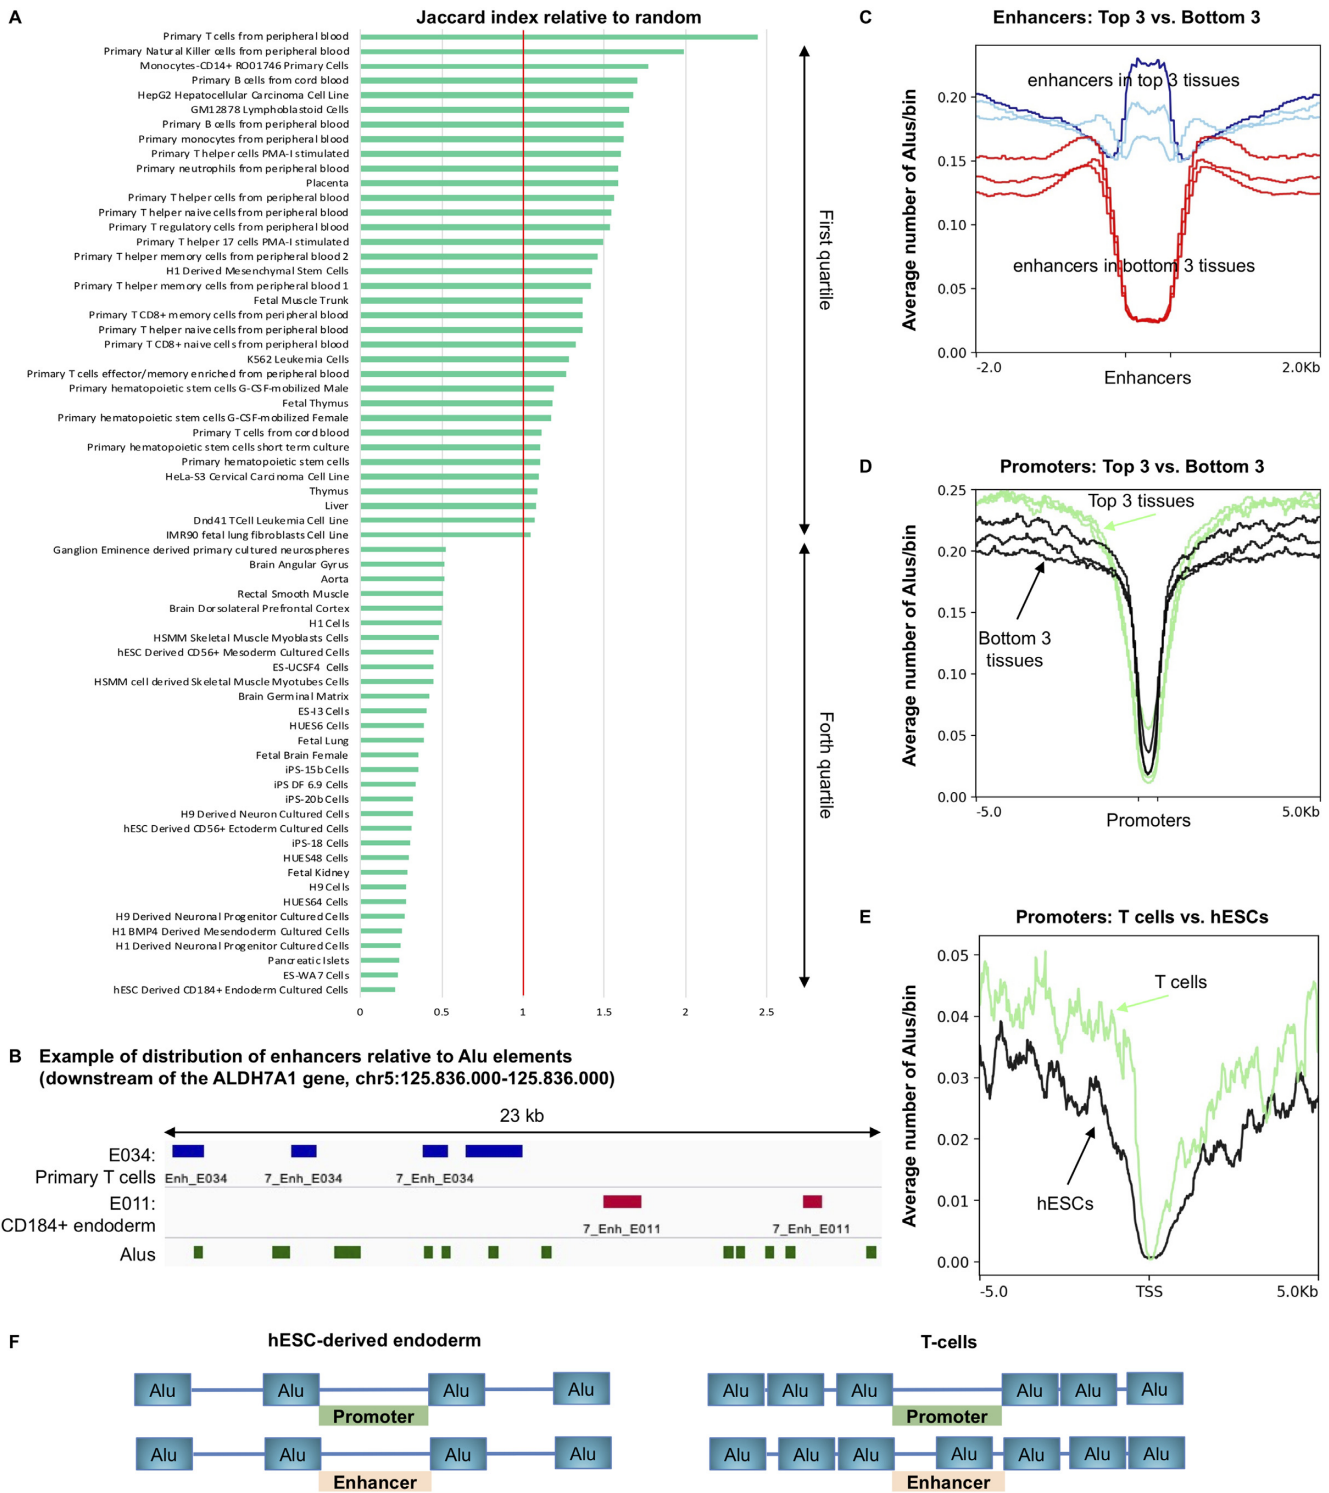 A
Jaccard index relative to random
Primary T cells from peripheral blood
Primary Natural Killer cells from peripheral blood
Monocytes-CD14+ RO01746 Primary Cells
Primary B cells from cord blood
HepG2 Hepatocellular Carcinoma Cell Line
GM12878 Lymphoblastoid Cells
Primary B cells from peripheral blood
Primary monocytes from peripheral blood
Primary T helper cells PMA-I stimulated
Primary neutrophils from peripheral blood
Placenta
Primary T helper cells from peripheral blood
Primary T helper naive cells from peripheral blood
Primary T regulatory cells from peripheral blood
Primary T helper 17 cells PMA-I stimulated
Primary T helper memory cells from peripheral blood 2
H1 Derived Mesenchymal Stem Cells
Primary T helper memory cells from peripheral blood 1
Fetal Muscle Trunk
Primary T CD8+ memory cells from peripheral blood
Primary T helper naive cells from peripheral blood
Primary T CD8+ naive cells from peripheral blood
K562 Leukemia Cells
Primary T cells effector/memory enriched from peripheral blood
Primary hematopoietic stem cells G-CSF-mobilized Male
Fetal Thymus
Primary hematopoietic stem cells G-CSF-mobilized Female
Primary T cells from cord blood
Primary hematopoietic stem cells short term culture
Primary hematopoietic stem cells
HeLa-S3 Cervical Carcinoma Cell Line
Thymus
Liver
Dnd41 TCell Leukemia Cell Line
IMR90 fetal lung fibroblasts Cell Line
Ganglion Eminence derived primary cultured neurospheres
Brain Angular Gyrus
Aorta
Rectal Smooth Muscle
Brain Dorsolateral Prefrontal Cortex
H1 Cells
HSMM Skeletal Muscle Myoblasts Cells
hESC Derived CD56+ Mesoderm Cultured Cells
ES-UCSF4 Cells
HSMM cell derived Skeletal Muscle Myotubes Cells
Brain Germinal Matrix
ES-I3 Cells
HUES6 Cells
Fetal Lung
Fetal Brain Female
iPS-15b Cells
iPS DF 6.9 Cells
iPS-20b Cells
H9 Derived Neuron Cultured Cells
hESC Derived CD56+ Ectoderm Cultured Cells
iPS-18 Cells
HUES48 Cells
Fetal Kidney
H9 Cells
HUES64 Cells
H9 Derived Neuronal Progenitor Cultured Cells
H1 BMP4 Derived Mesendoderm Cultured Cells
H1 Derived Neuronal Progenitor Cultured Cells
Pancreatic Islets
ES-WA7 Cells
hESC Derived CD184+ Endoderm Cultured Cells
0 0.5 1 1.5 2 2.5
First quartile
Forth quartile
B Example of distribution of enhancers relative to Alu elements
(downstream of the ALDH7A1 gene, chr5:125.836.000-125.836.000)
23 kb
E034:
Primary T cells
Enh_E034 7_Enh_E034 7_Enh_E034
E011:
CD184+ endoderm
7_Enh_E011 7_Enh_E011
Alus
C
Enhancers: Top 3 vs. Bottom 3
Average number of Alus/bin
0.20
0.15
0.10
0.05
0.00
enhancers in top 3 tissues
enhancers in bottom 3 tissues
-2.0 2.0Kb
Enhancers
D
Promoters: Top 3 vs. Bottom 3
Average number of Alus/bin
0.25
0.20
0.15
0.10
0.05
0.00
Top 3 tissues
Bottom 3
tissues
-5.0 5.0Kb
Promoters
E
Promoters: T cells vs. hESCs
Average number of Alus/bin
0.05
0.04
0.03
0.02
0.01
0.00
T cells
hESCs
-5.0 TSS 5.0Kb
F
hESC-derived endoderm
Alu Alu Alu Alu
Promoter
Alu Alu Alu Alu
Enhancer
T-cells
Alu Alu Alu Alu Alu Alu
Promoter
Alu Alu Alu Alu Alu Alu Alu
Enhancer